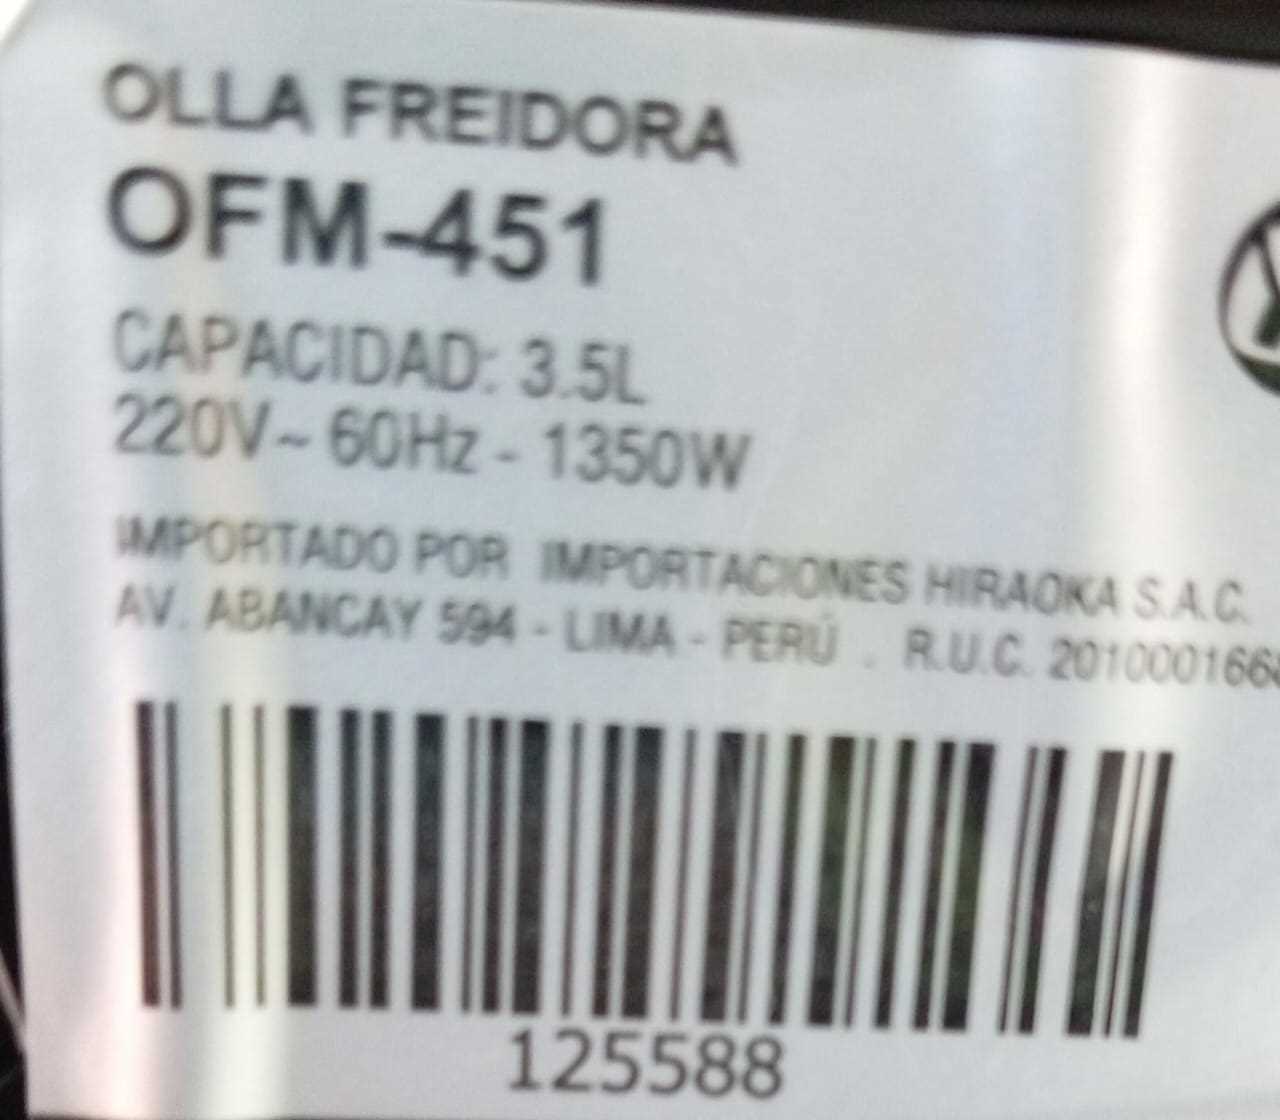 OLLA FREIDORA
OFM-451
CAPACIDAD: 3.5L
220V~ 60Hz - 1350W
IMPORTADO POR IMPORTACIONES HIRAOKA S.A.C.
AV. ABANCAY 594 - LIMA - PERÚ . R.U.C.
125588